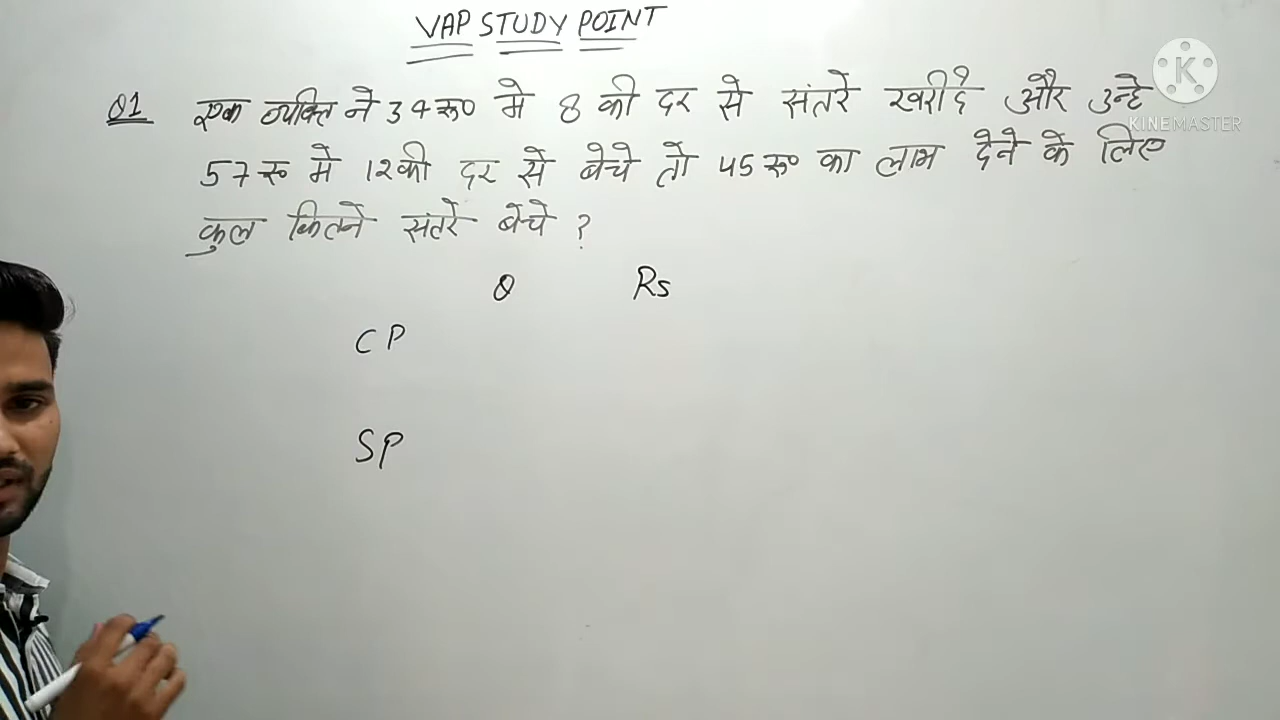 VAP STUDY POINT
KINEMASTER
Q1 एक व्यक्ति ने 34 रू० मे 8 की दर से संतरे खरीदे और उन्हे
57 रू मे 12 की दर से बेचे तो 45 रू० का लाभ देने के लिए
कुल कितने संतरे बेचे ?
Q Rs
CP
SP